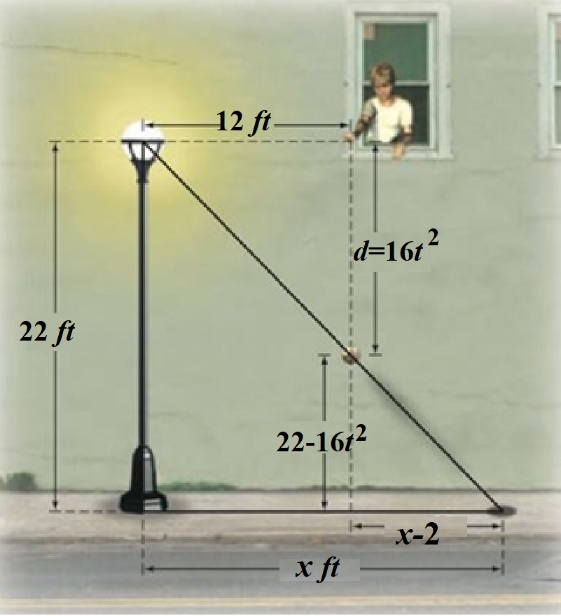 12 ft
d=16t²
22 ft
22-16t²
x-2
x ft